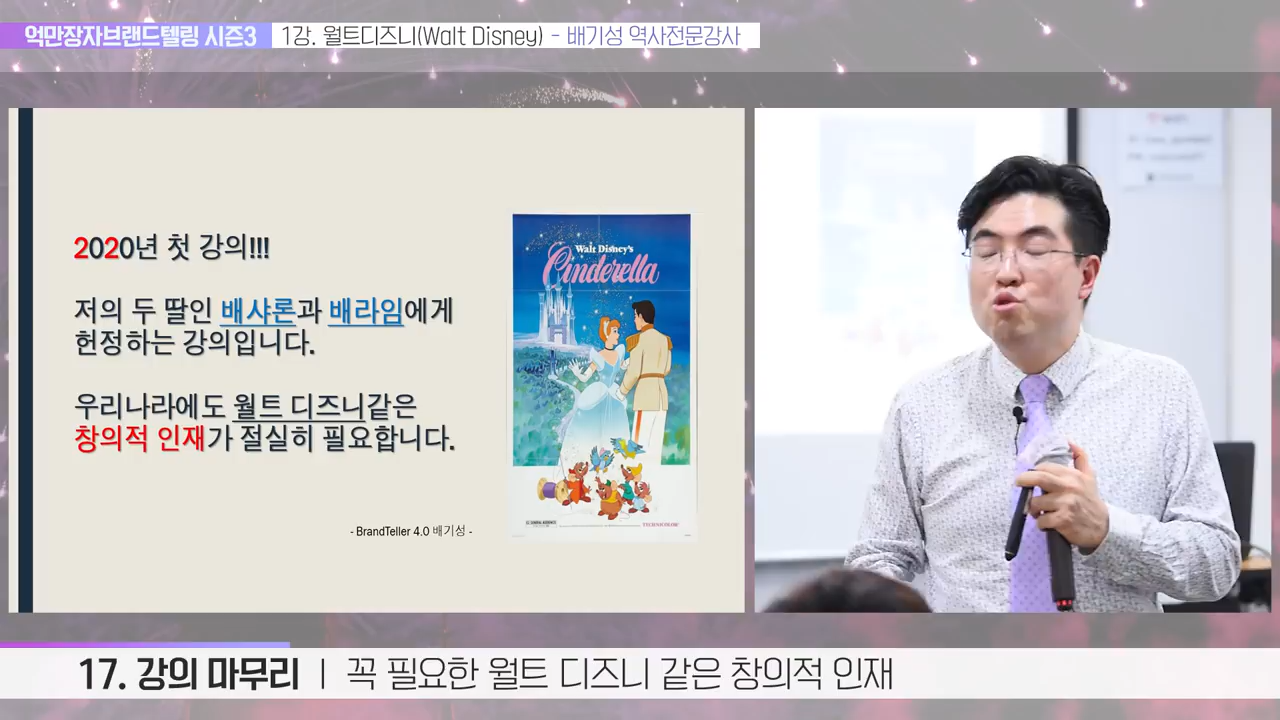 억만장자브랜드텔링 시즌3 1강. 월트디즈니(Walt Disney) - 배기성 역사전문강사
2020년 첫 강의!!!
저의 두 딸인 배샤론과 배라임에게
헌정하는 강의입니다.
우리나라에도 월트 디즈니같은
창의적 인재가 절실히 필요합니다.
- BrandTeller 4.0 배기성 -
Walt Disney's
Cinderella
TECHNICOLOR
17. 강의 마무리 | 꼭 필요한 월트 디즈니 같은 창의적 인재